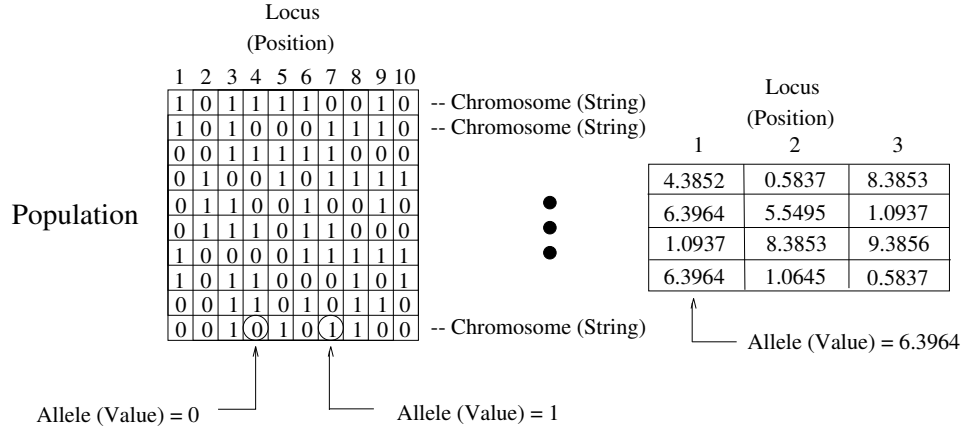 Locus
(Position)
1 2 3 4 5 6 7 8 9 10
1 0 1 1 1 1 0 0 1 0 -- Chromosome (String)
1 0 1 0 0 0 1 1 1 0 -- Chromosome (String)
0 0 1 1 1 1 1 0 0 0
0 1 0 0 1 0 1 1 1 1
0 1 1 0 0 1 0 0 1 0
0 1 1 1 0 1 1 0 0 0
1 0 0 0 0 1 1 1 1 1
1 0 1 1 0 0 0 1 0 1
0 0 1 1 0 1 0 1 1 0
0 0 1 0 1 0 1 1 0 0 -- Chromosome (String)
Population
Allele (Value) = 0
Allele (Value) = 1
Locus
(Position)
1 2 3
4.3852 0.5837 8.3853
6.3964 5.5495 1.0937
1.0937 8.3853 9.3856
6.3964 1.0645 0.5837
Allele (Value) = 6.3964